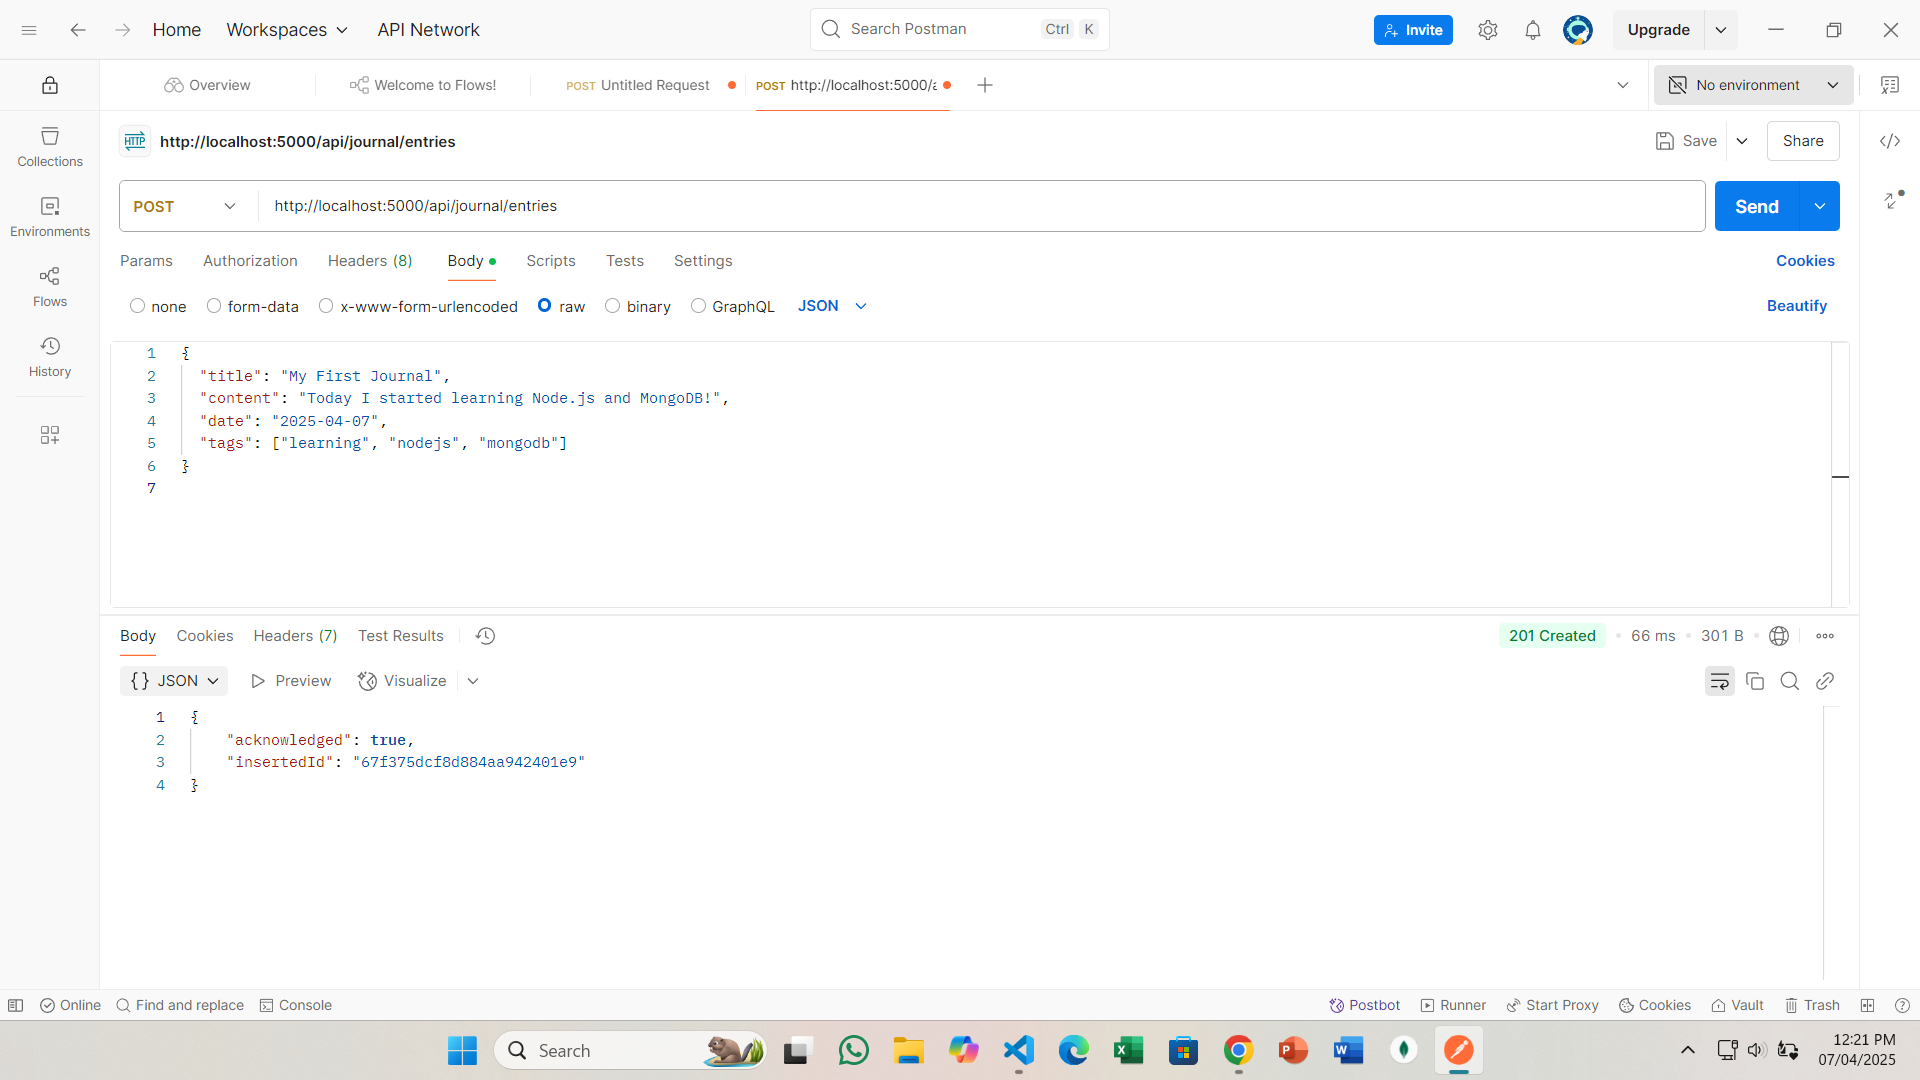 Home Workspaces API Network Search Postman Ctrl K Invite Upgrade
Overview Welcome to Flows! POST Untitled Request POST http://localhost:5000/a No environment
Collections
Environments
Flows
History
HTTP http://localhost:5000/api/journal/entries Save Share
POST http://localhost:5000/api/journal/entries Send
Params Authorization Headers (8) Body Scripts Tests Settings Cookies
none form-data x-www-form-urlencoded raw binary GraphQL JSON Beautify
1 {
2 "title": "My First Journal",
3 "content": "Today I started learning Node.js and MongoDB!",
4 "date": "2025-04-07",
5 "tags": ["learning", "nodejs", "mongodb"]
6 }
7
Body Cookies Headers (7) Test Results 201 Created 66 ms 301 B
{} JSON Preview Visualize
1 {
2 "acknowledged": true,
3 "insertedId": "67f375dcf8d884aa942401e9"
4 }
Online Find and replace Console Postbot Runner Start Proxy Cookies Vault Trash
Search
12:21 PM
07/04/2025